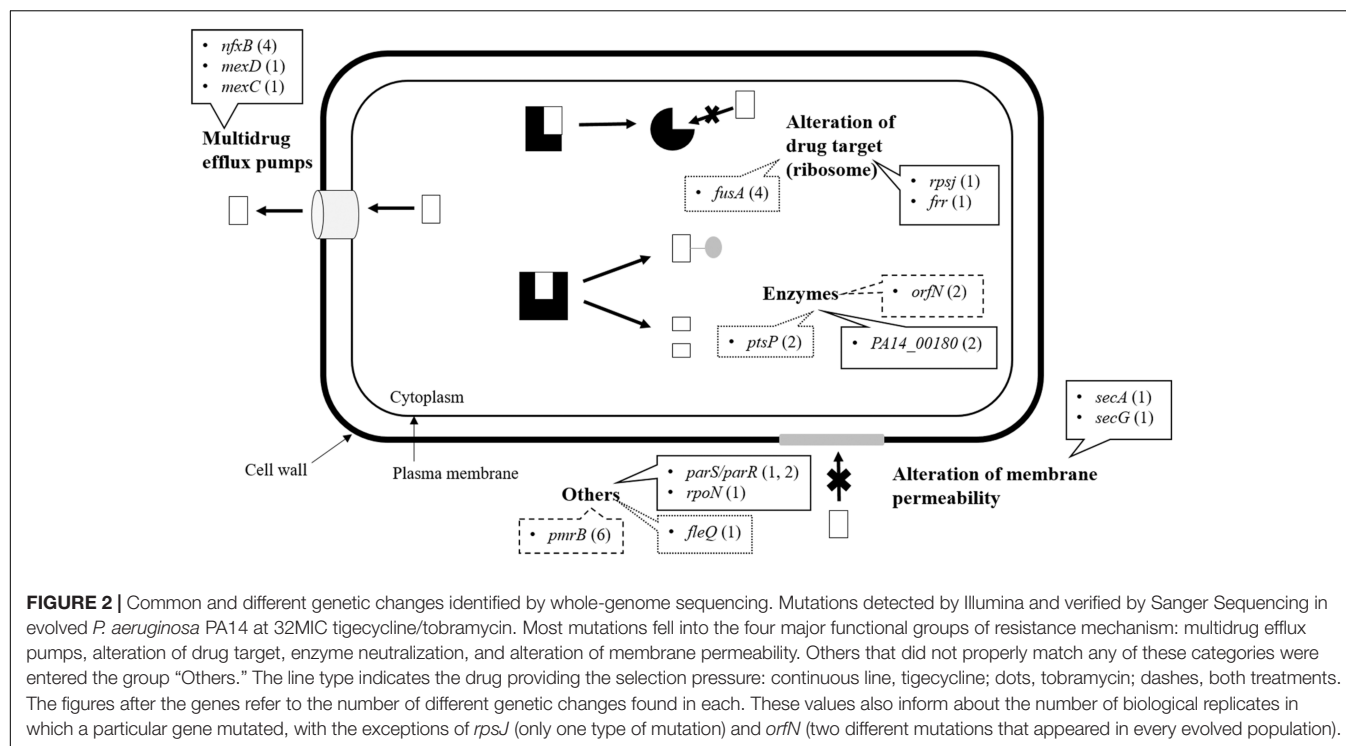 • nfxB (4)
• mexD (1)
• mexC (1)
Multidrug
efflux pumps
Alteration of
drug target
(ribosome)
• fusA (4)
• rpsj (1)
• frr (1)
Enzymes
• orfN (2)
• ptsP (2)
• PA14_00180 (2)
Cytoplasm
Cell wall
Plasma membrane
• secA (1)
• secG (1)
Alteration of membrane
permeability
Others
• parS/parR (1, 2)
• rpoN (1)
• pmrB (6)
• fleQ (1)
FIGURE 2 | Common and different genetic changes identified by whole-genome sequencing. Mutations detected by Illumina and verified by Sanger Sequencing in
evolved P. aeruginosa PA14 at 32MIC tigecycline/tobramycin. Most mutations fell into the four major functional groups of resistance mechanism: multidrug efflux
pumps, alteration of drug target, enzyme neutralization, and alteration of membrane permeability. Others that did not properly match any of these categories were
entered the group “Others.” The line type indicates the drug providing the selection pressure: continuous line, tigecycline; dots, tobramycin; dashes, both treatments.
The figures after the genes refer to the number of different genetic changes found in each. These values also inform about the number of biological replicates in
which a particular gene mutated, with the exceptions of rpsJ (only one type of mutation) and orfN (two different mutations that appeared in every evolved population).